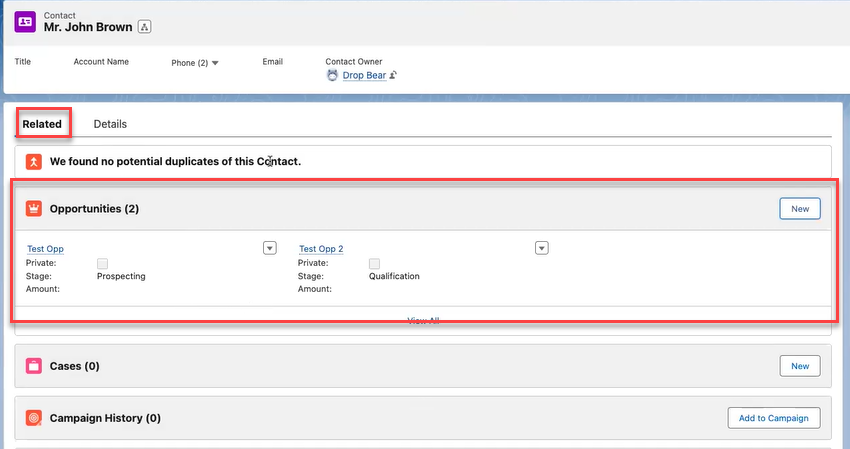 Contact
Mr. John Brown
Title Account Name Phone (2) Email Contact Owner
Drop Bear
Related Details
We found no potential duplicates of this Contact.
Opportunities (2) New
Test Opp Test Opp 2
Private: Private:
Stage: Prospecting Stage: Qualification
Amount: Amount:
View All
Cases (0) New
Campaign History (0) Add to Campaign